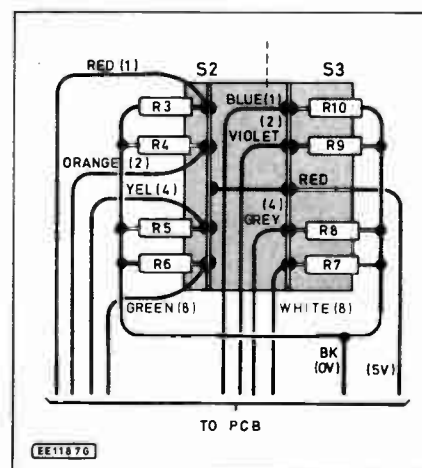 S2 S3
RED (1)
R3 BLUE(1) R10
(2)
R4 VIOLET R9
ORANGE (2)
RED
YEL (4)
(4)
GREY
R5 R8
R6 R7
GREEN (8) WHITE (8)
BK
(0V) (5V)
TO PCB
EE1187G